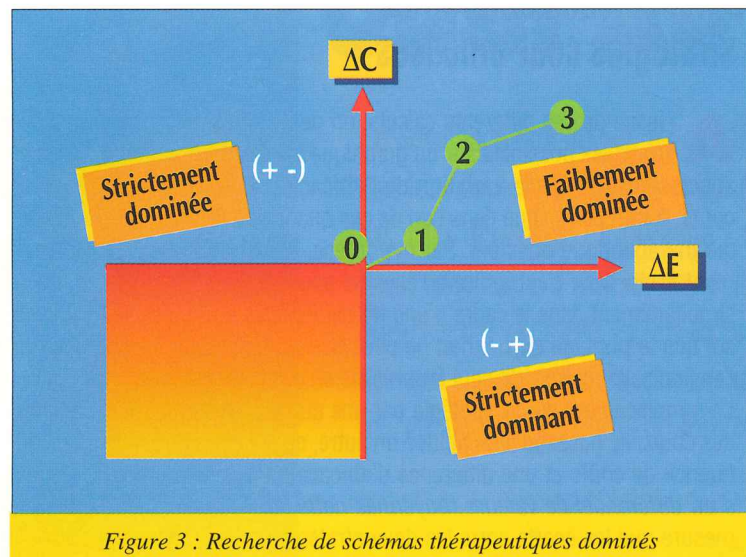 ΔC
3
2
(+ -)
Strictement
dominée
Faiblement
dominée
0
1
ΔE
(- +)
Strictement
dominant
Figure 3 : Recherche de schémas thérapeutiques dominés